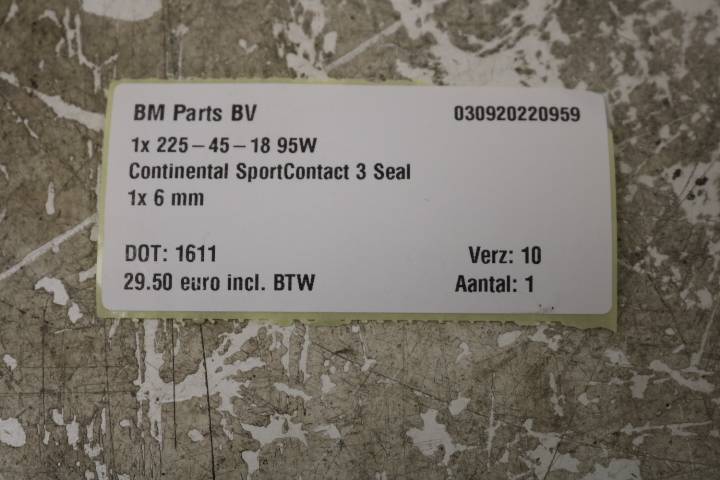 BM Parts BV 030920220959
1x 225-45-18 95W
Continental SportContact 3 Seal
1x 6 mm
DOT: 1611 Verz: 10
29.50 euro incl. BTW Aantal: 1